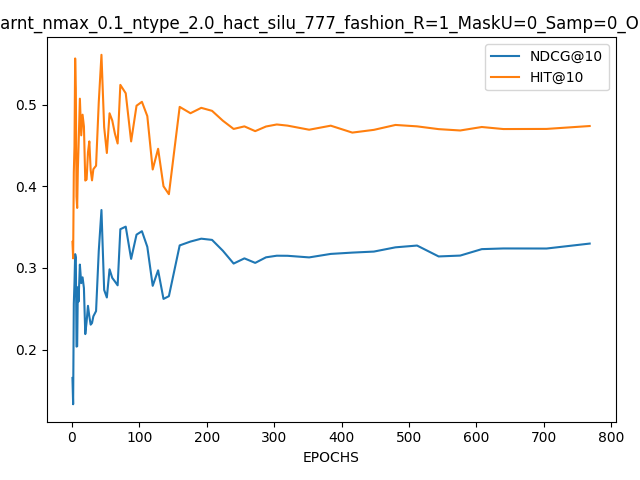 arnt_nmax_0.1_ntype_2.0_hact_silu_777_fashion_R=1_MaskU=0_Samp=0_O
NDCG@10
HIT@10
0.5
0.4
0.3
0.2
0 100 200 300 400 500 600 700 800
EPOCHS